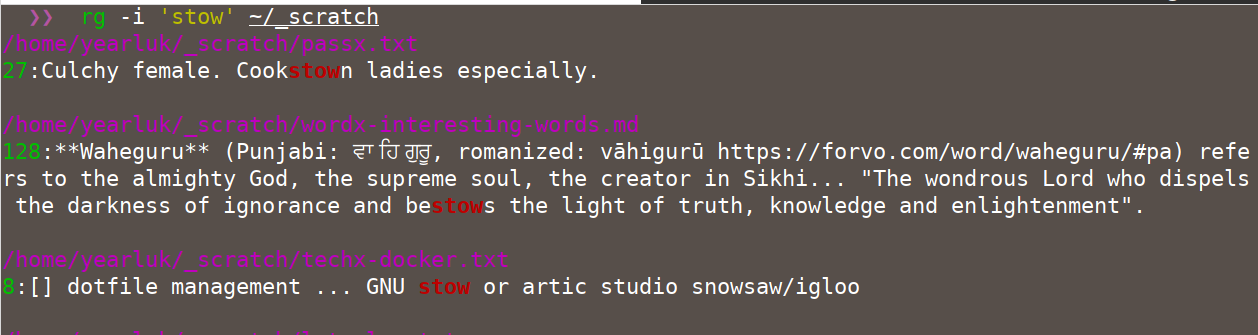 ❯❯ rg -i 'stow' ~/_scratch
/home/yearluk/_scratch/passx.txt
27:Culchy female. Cookstown ladies especially.
/home/yearluk/_scratch/wordx-interesting-words.md
128:**Waheguru** (Punjabi: ਵਾਹਿਗੁਰੂ, romanized: vāhigurū https://forvo.com/word/waheguru/#pa) refe
rs to the almighty God, the supreme soul, the creator in Sikhi... "The wondrous Lord who dispels
the darkness of ignorance and bestows the light of truth, knowledge and enlightenment".
/home/yearluk/_scratch/techx-docker.txt
8:[] dotfile management ... GNU stow or artic studio snowsaw/igloo